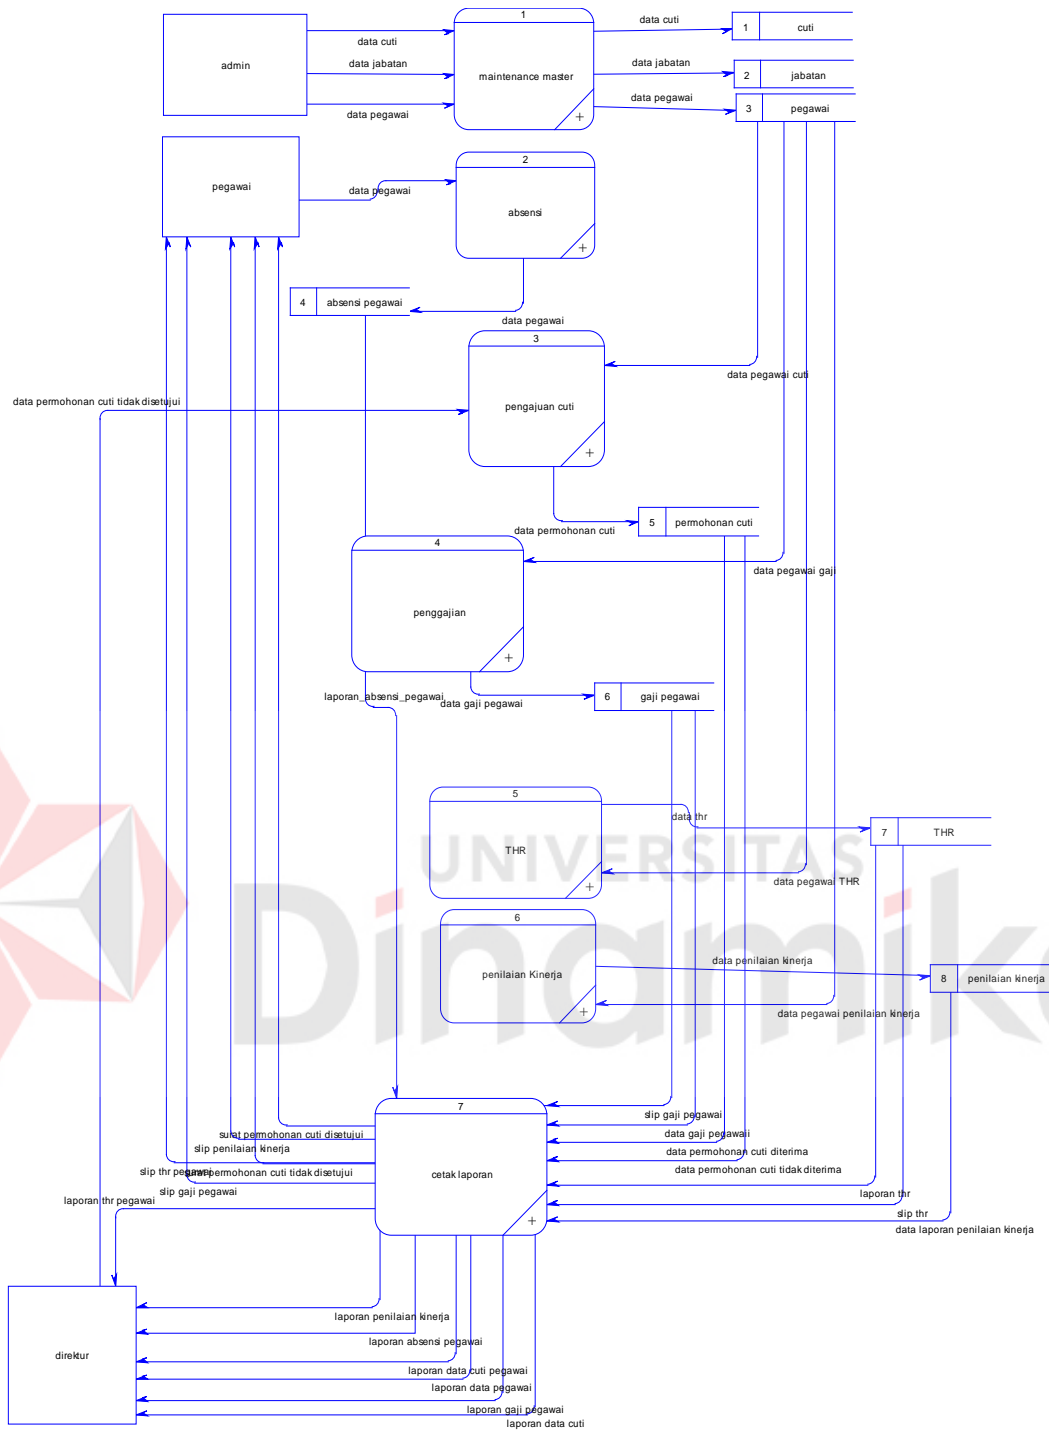 1
data cuti
data cuti
1
cuti
admin
data jabatan
maintenance master
data jabatan
2
jabatan
data pegawai
data pegawai
3
pegawai
+
2
pegawai
data pegawai
absensi
+
4
absensi pegawai
data pegawai
3
data pegawai cuti
data permohonan cuti tidak disetujui
pengajuan cuti
+
data permohonan cuti
5
permohonan cuti
4
data pegawai gaji
penggajian
+
laporan_absensi_pegawai
data gaji pegawai
6
gaji pegawai
5
data thr
7
THR
THR
UNIVERSITAS
data pegawai THR
+
Dinamika
6
data penilaian kinerja
penilaian Kinerja
8
penilaian kinerja
data pegawai penilaian kinerja
+
7
slip gaji pegawai
surat permohonan cuti disetujui
data gaji pegawaii
slip penilaian kinerja
data permohonan cuti diterima
slip thr pegawai
surat permohonan cuti tidak disetujui
cetak laporan
data permohonan cuti tidak diterima
slip gaji pegawai
laporan thr
laporan thr pegawai
slip thr
+
data laporan penilaian kinerja
laporan penilaian kinerja
laporan absensi pegawai
direktur
laporan data cuti pegawai
laporan data pegawai
laporan gaji pegawai
laporan data cuti